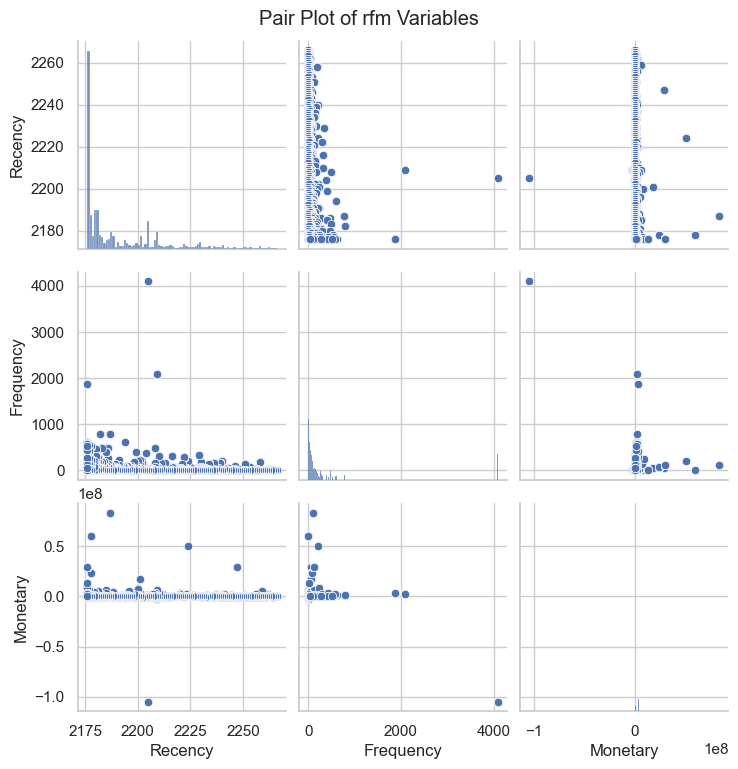 Pair Plot of rfm Variables
2260
2240
2220
2200
2180
Recency
4000
3000
2000
1000
0
Frequency
1e8
0.5
0.0
−0.5
−1.0
Monetary
2175 2200 2225 2250
Recency
0 2000 4000
Frequency
−1 0
Monetary
1e8